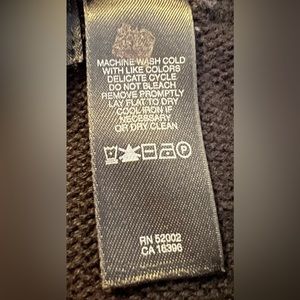 MACHINE WASH COLD
WITH LIKE COLORS
DELICATE CYCLE
DO NOT BLEACH
REMOVE PROMPTLY
LAY FLAT TO DRY
COOL IRON IF
NECESSARY
OR DRY CLEAN
P
RN 52002
CA 16396